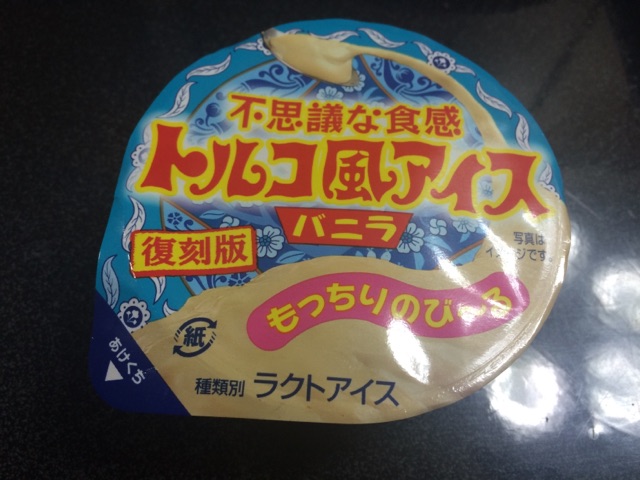 不思議な食感
トルコ風アイス
バニラ
復刻版
写真は
イメージです。
もっちりのび～る
紙
あけくち
種類別 ラクトアイス